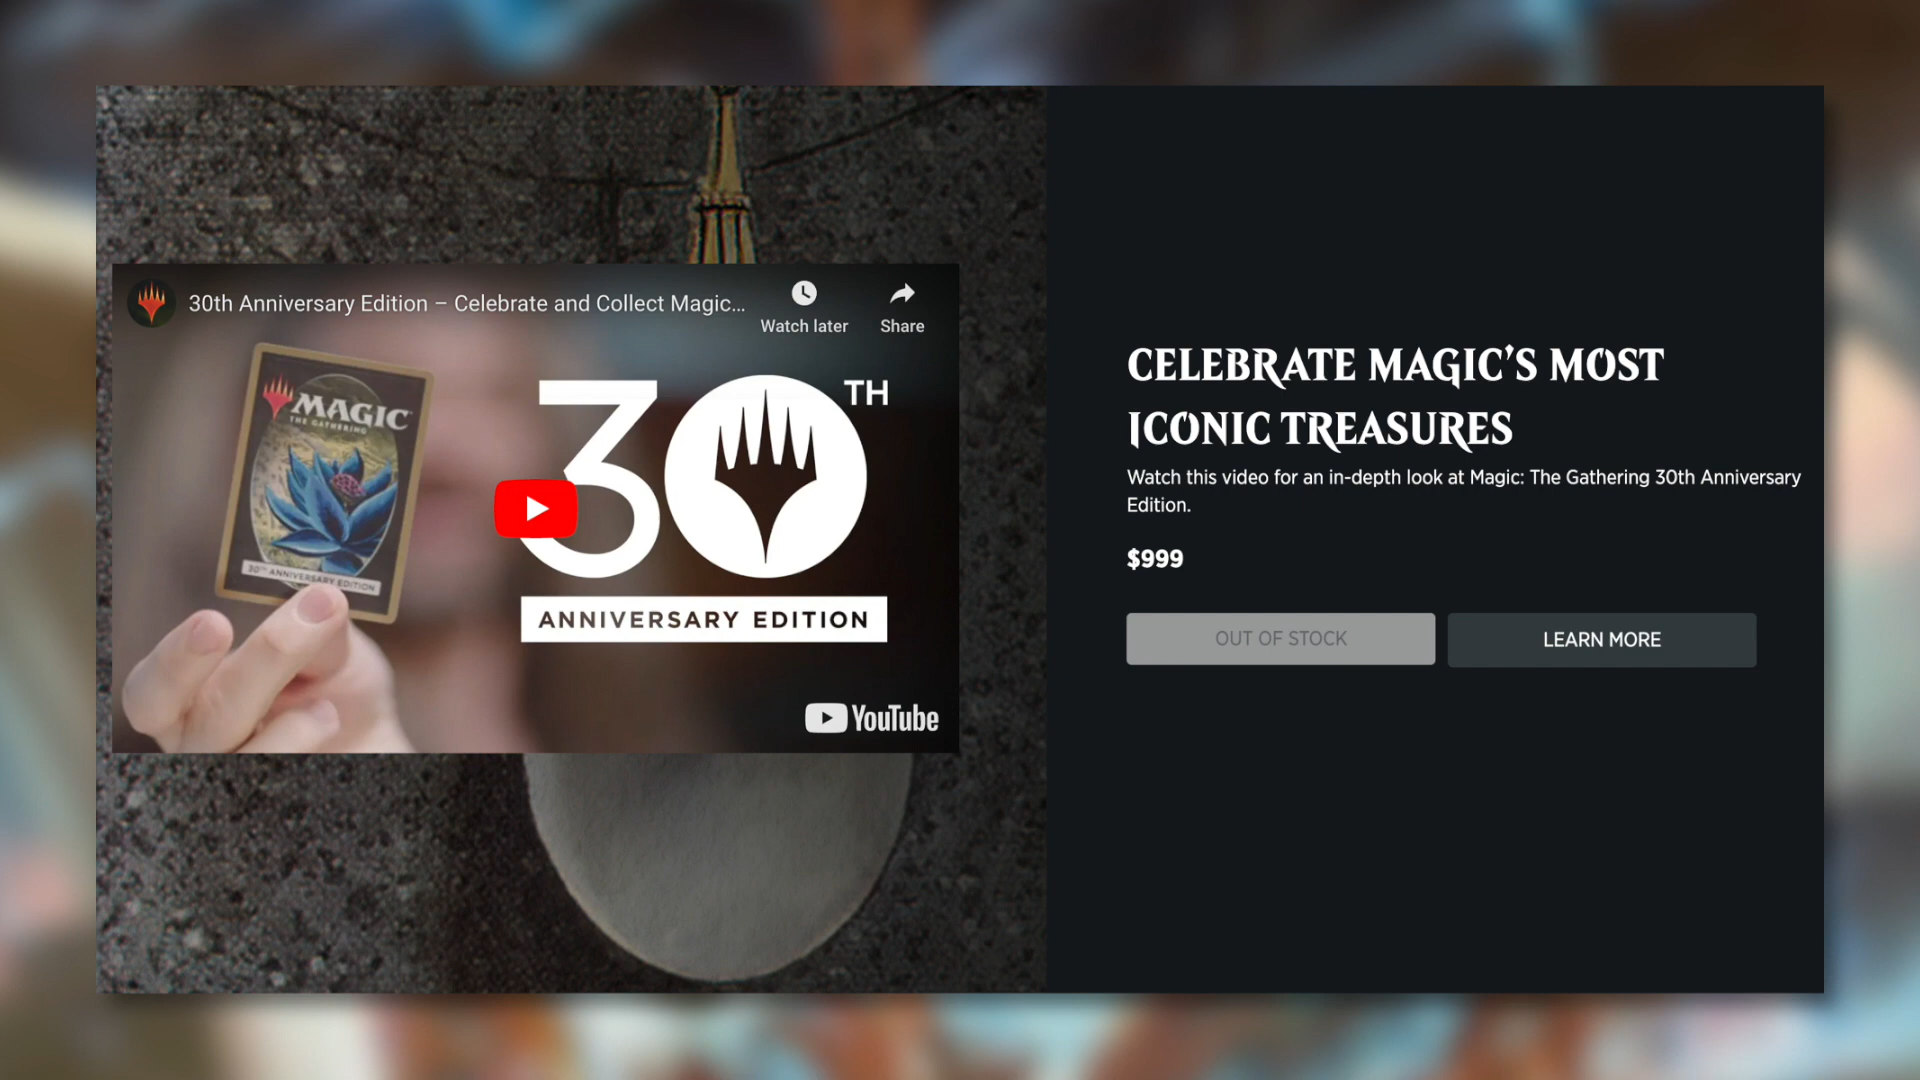 30th Anniversary Edition – Celebrate and Collect Magic...
Watch later
Share
MAGIC
THE GATHERING
30TH ANNIVERSARY EDITION
30TH
ANNIVERSARY EDITION
YouTube
CELEBRATE MAGIC'S MOST
ICONIC TREASURES
Watch this video for an in-depth look at Magic: The Gathering 30th Anniversary
Edition.
$999
OUT OF STOCK
LEARN MORE